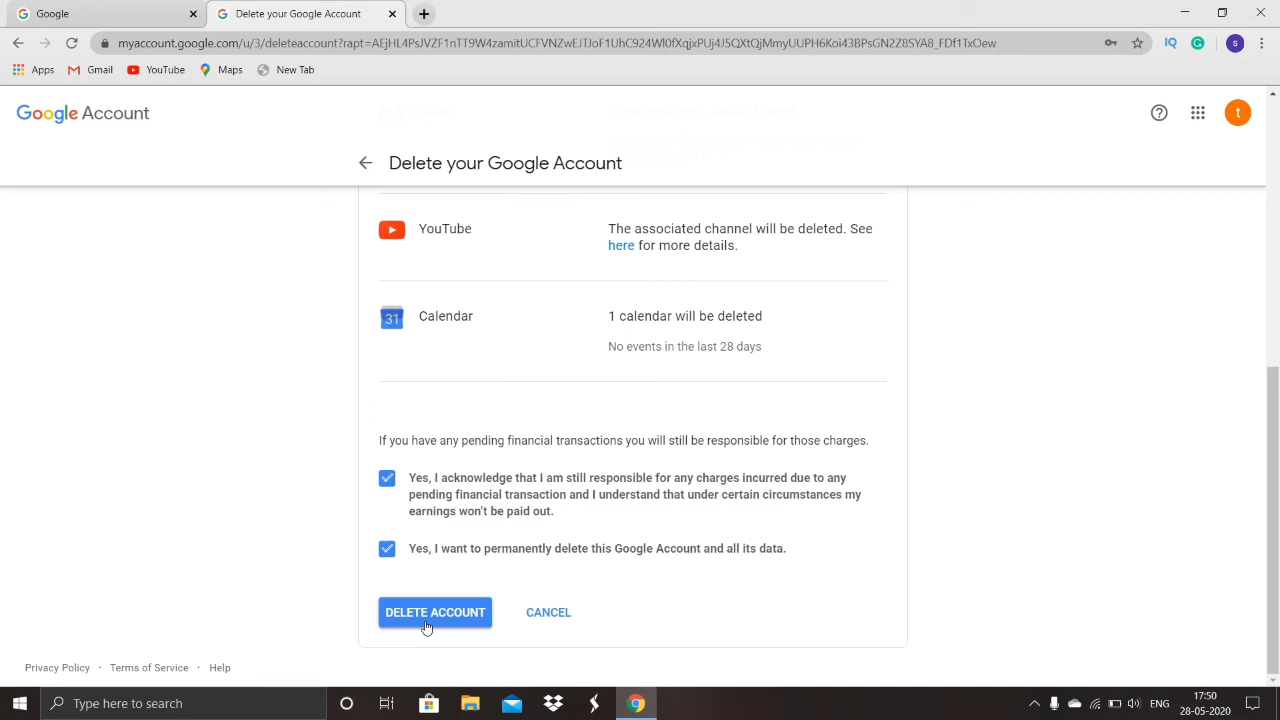 Google
Delete your Google Account
myaccount.google.com/u/3/deleteaccount?rapt=AEjHL4PsJVZF1nTT9W4zamitUCFVNZwEJTJoF1UhC924Wl0fXqjxPUj4J5QXtQjMmyUUPH6Koi43BPsGN2Z8SYA8_FDf1TxOew
IQ
s
Apps Gmail YouTube Maps New Tab
Google Account
t
Delete your Google Account
YouTube
The associated channel will be deleted. See
here for more details.
31
Calendar
1 calendar will be deleted
No events in the last 28 days
If you have any pending financial transactions you will still be responsible for those charges.
Yes, I acknowledge that I am still responsible for any charges incurred due to any
pending financial transaction and I understand that under certain circumstances my
earnings won't be paid out.
Yes, I want to permanently delete this Google Account and all its data.
DELETE ACCOUNT CANCEL
Privacy Policy · Terms of Service · Help
Type here to search
ENG
17:50
28-05-2020